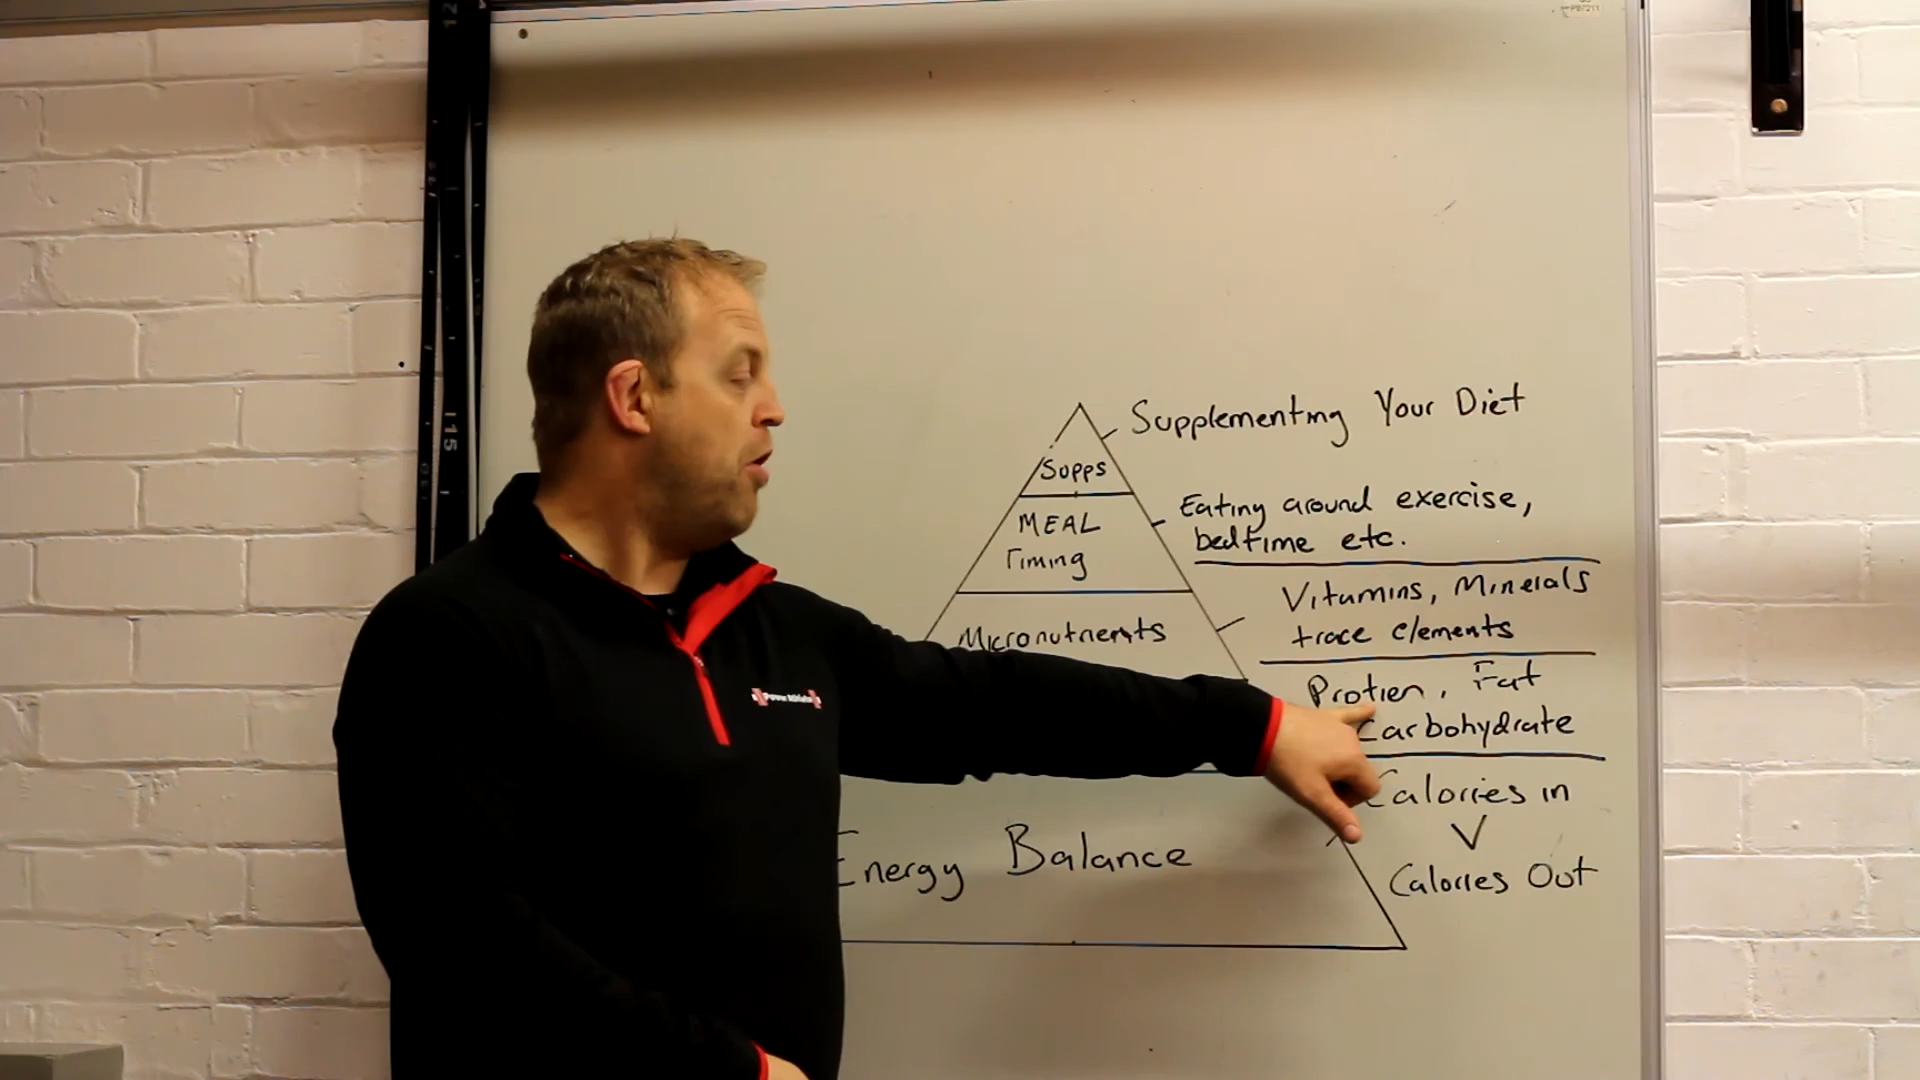 Supplementing Your Diet
Supps
Eating around exercise,
bedtime etc.
MEAL
Timing
Vitamins, Minerals
trace elements
Micronutrients
Protien, Fat
Carbohydrate
Calories in
V
Calories Out
Energy Balance
115